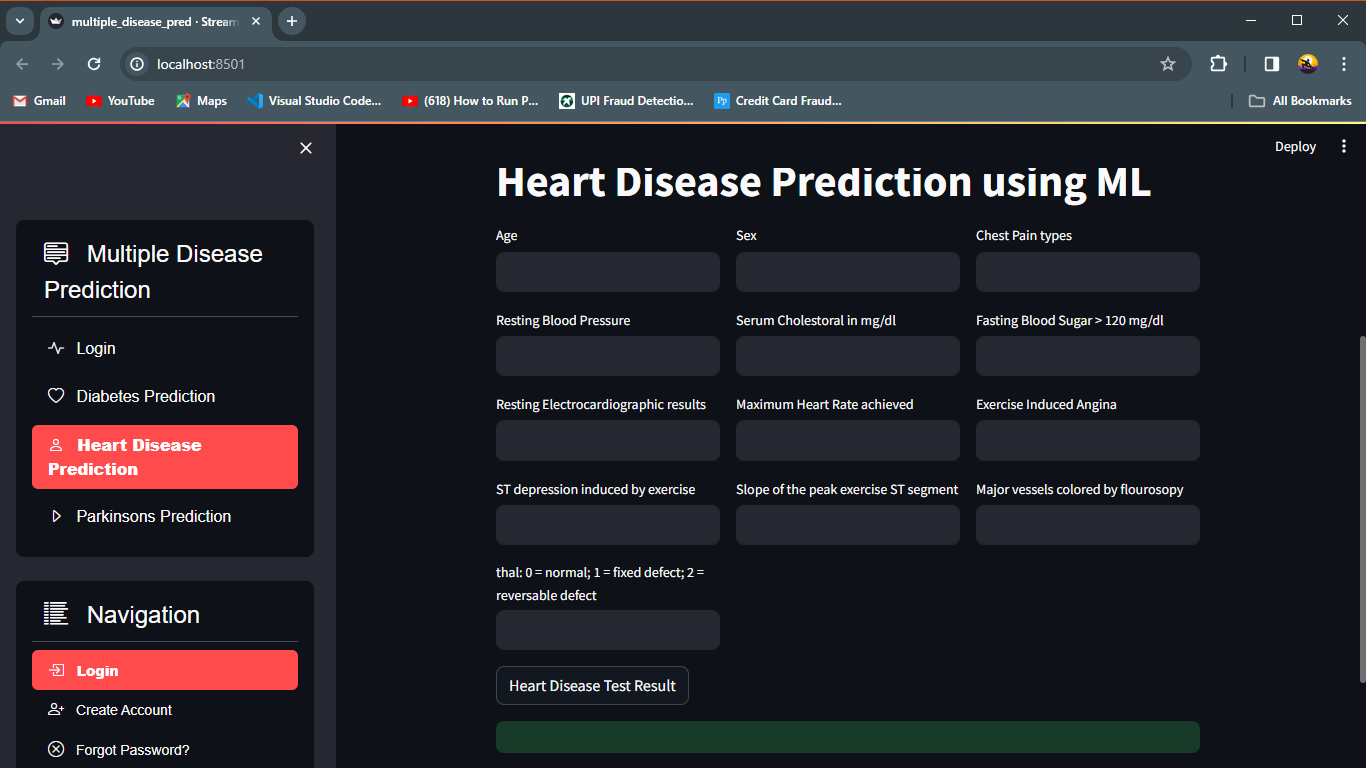 multiple_disease_pred · Stream
localhost:8501
Gmail YouTube Maps Visual Studio Code... (618) How to Run P... UPI Fraud Detectio... Pp Credit Card Fraud... All Bookmarks
Deploy
Multiple Disease
Prediction
Login
Diabetes Prediction
Heart Disease
Prediction
Parkinsons Prediction
Navigation
Login
Create Account
Forgot Password?
Heart Disease Prediction using ML
Age Sex Chest Pain types
Resting Blood Pressure Serum Cholestoral in mg/dl Fasting Blood Sugar > 120 mg/dl
Resting Electrocardiographic results Maximum Heart Rate achieved Exercise Induced Angina
ST depression induced by exercise Slope of the peak exercise ST segment Major vessels colored by flourosopy
thal: 0 = normal; 1 = fixed defect; 2 =
reversable defect
Heart Disease Test Result